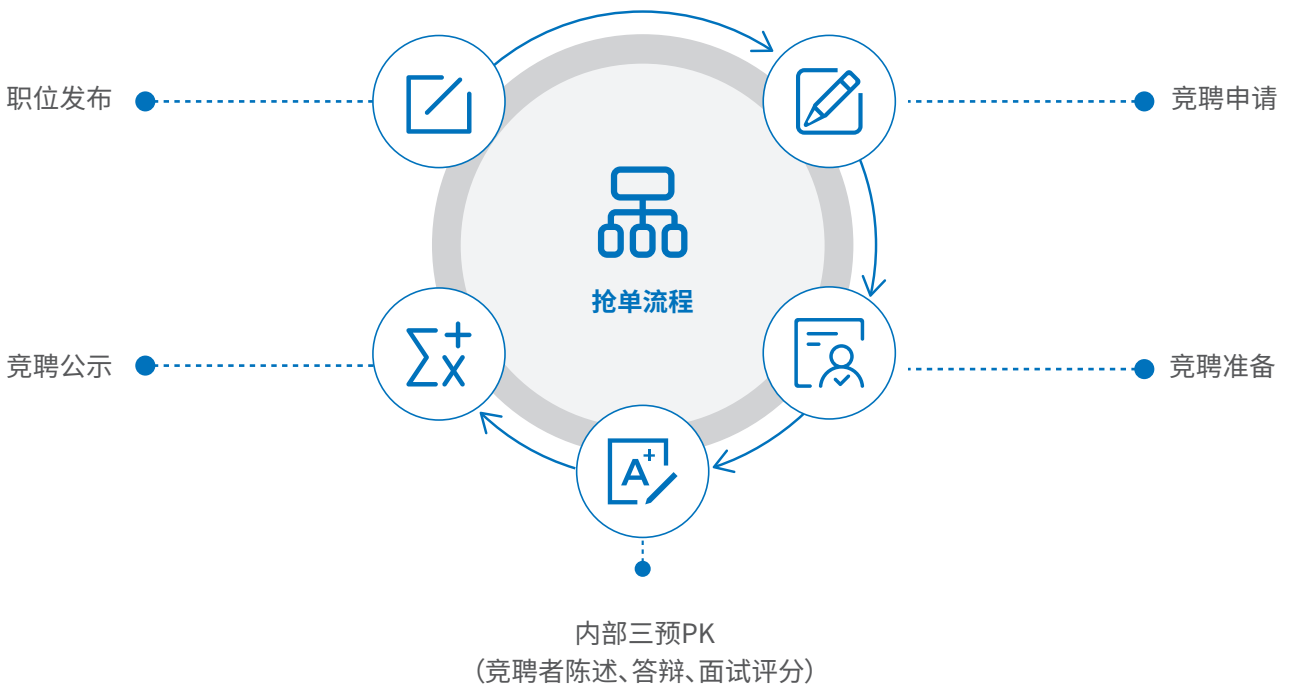 职位发布
竞聘申请
抢单流程
竞聘公示
竞聘准备
内部三预PK
（竞聘者陈述、答辩、面试评分）